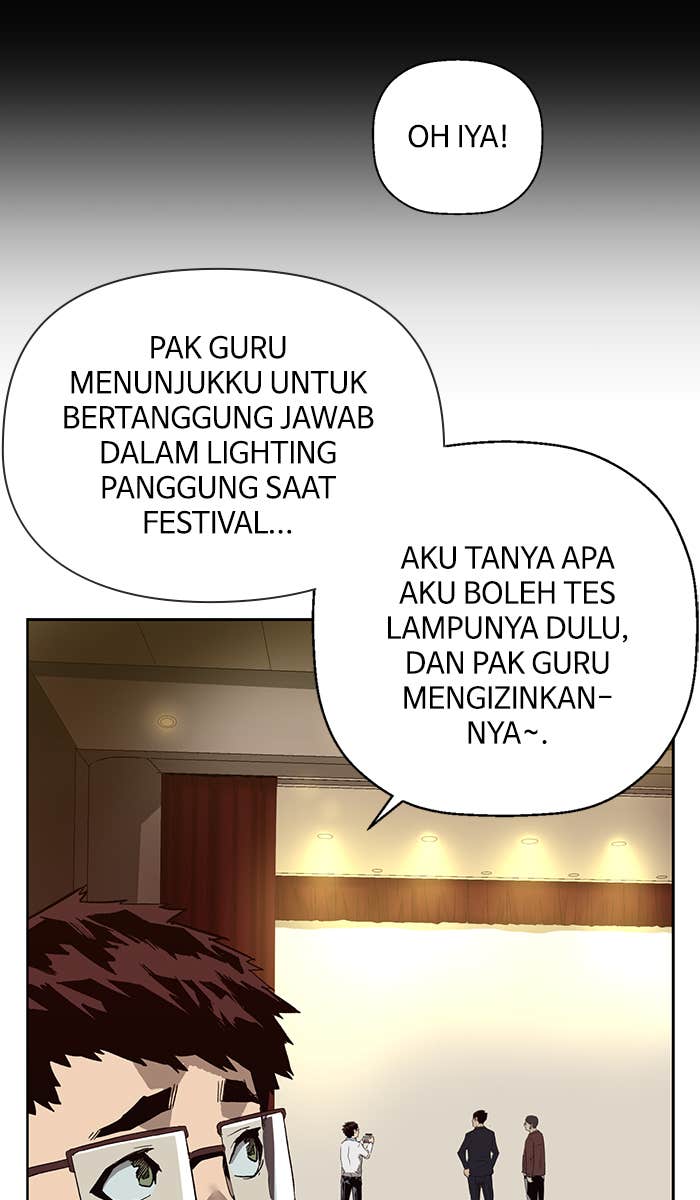 OH IYA!
PAK GURU
MENUNJUKKU UNTUK
BERTANGGUNG JAWAB
DALAM LIGHTING
PANGGUNG SAAT
FESTIVAL...
AKU TANYA APA
AKU BOLEH TES
LAMPUNYA DULU,
DAN PAK GURU
MENGIZINKAN-
NYA~.